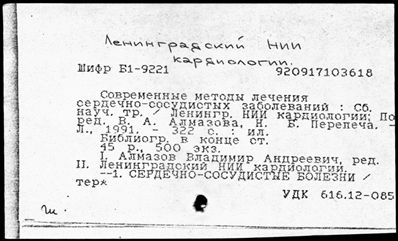 Ленинградский НИИ
кардиологии.
Шифр Б1-9221 920917103618
Современные методы лечения
сердечно-сосудистых заболеваний : Сб.
науч. тр. / Ленингр. НИИ кардиологии; По
ред. В. А. Алмазова, Н. Б. Перепеча. -
Л., 1991. - 322 с. : ил.
Библиогр. в конце ст.
45 р., 500 экз.
I. Алмазов Владимир Андреевич, ред.
II. Ленинградский НИИ кардиологии.
--1. СЕРДЕЧНО-СОСУДИСТЫЕ БОЛЕЗНИ /
тер*
УДК 616.12-085